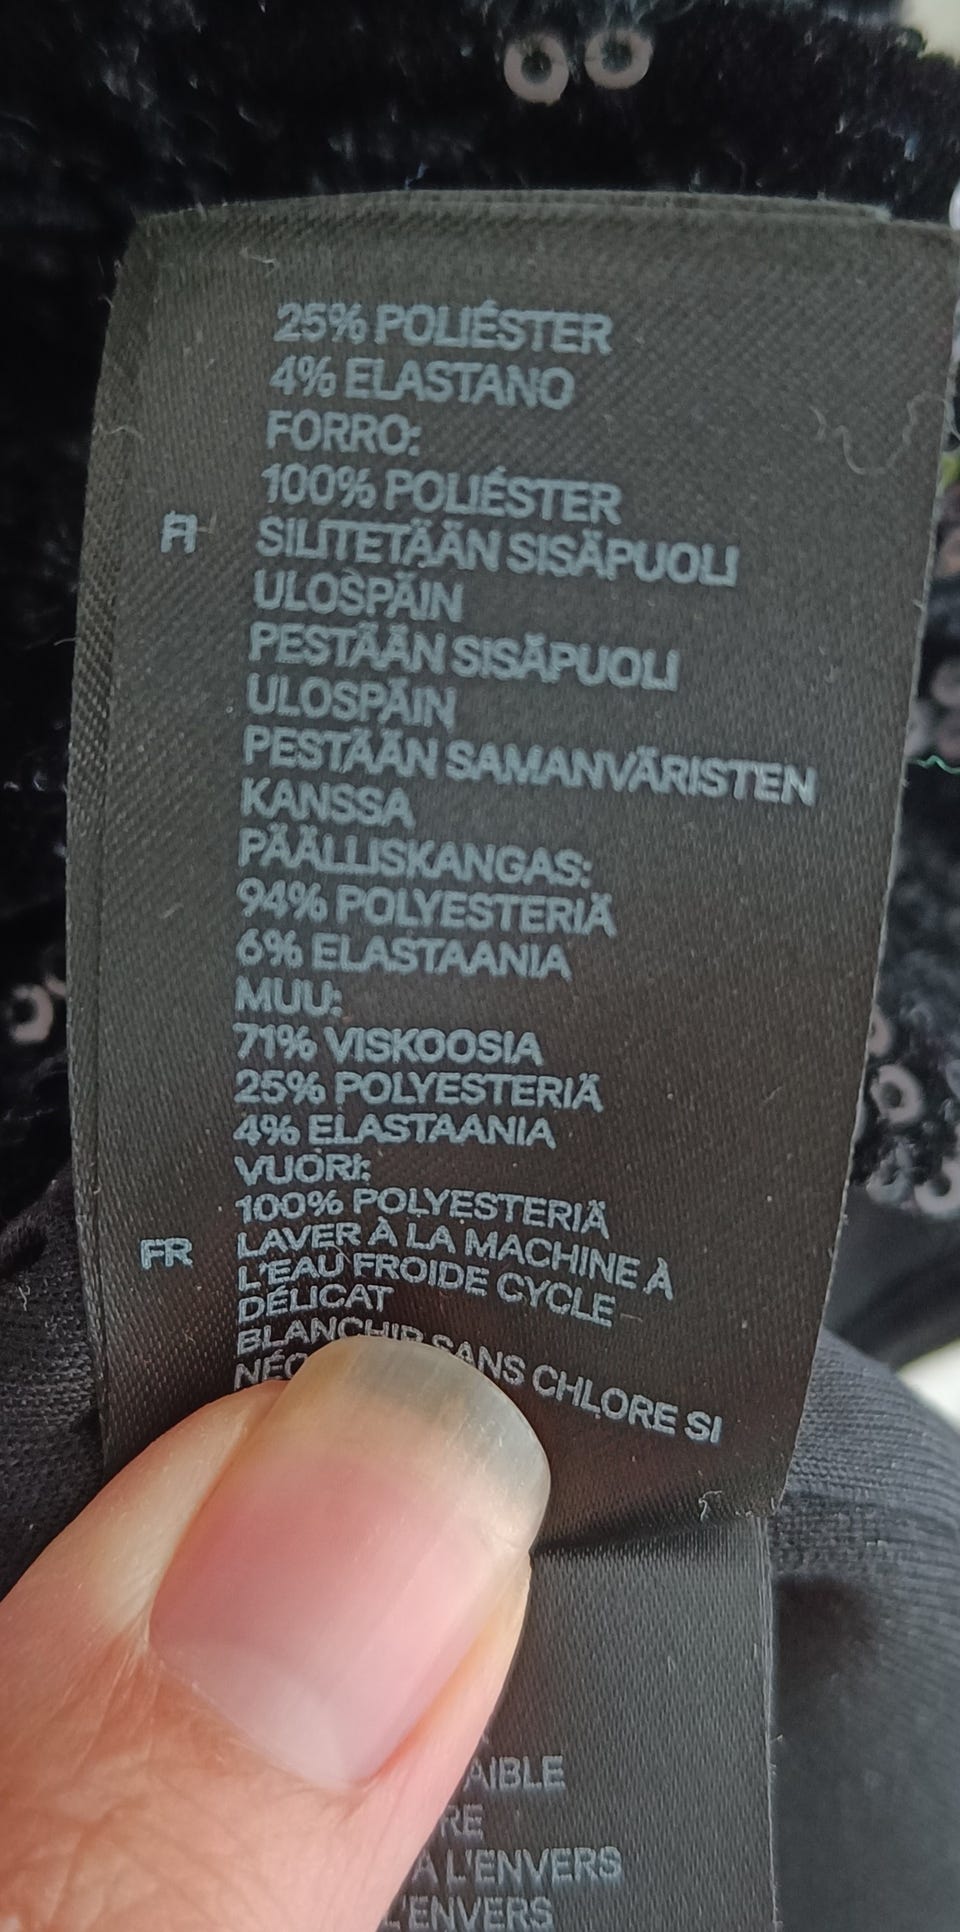 25% POLIÉSTER
4% ELASTANO
FORRO:
100% POLIÉSTER
FI SILITETÄÄN SISÄPUOLI
ULOSPÄIN
PESTÄÄN SISÄPUOLI
ULOSPÄIN
PESTÄÄN SAMANVÄRISTEN
KANSSA
PÄÄLLISKANGAS:
94% POLYESTERIÄ
6% ELASTAANIA
MUU:
71% VISKOOSIA
25% POLYESTERIÄ
4% ELASTAANIA
VUORI:
100% POLYESTERIÄ
FR LAVER À LA MACHINE À
L'EAU FROIDE CYCLE
DÉLICAT
BLANCHIR SANS CHLORE SI
À L'ENVERS
L'ENVERS